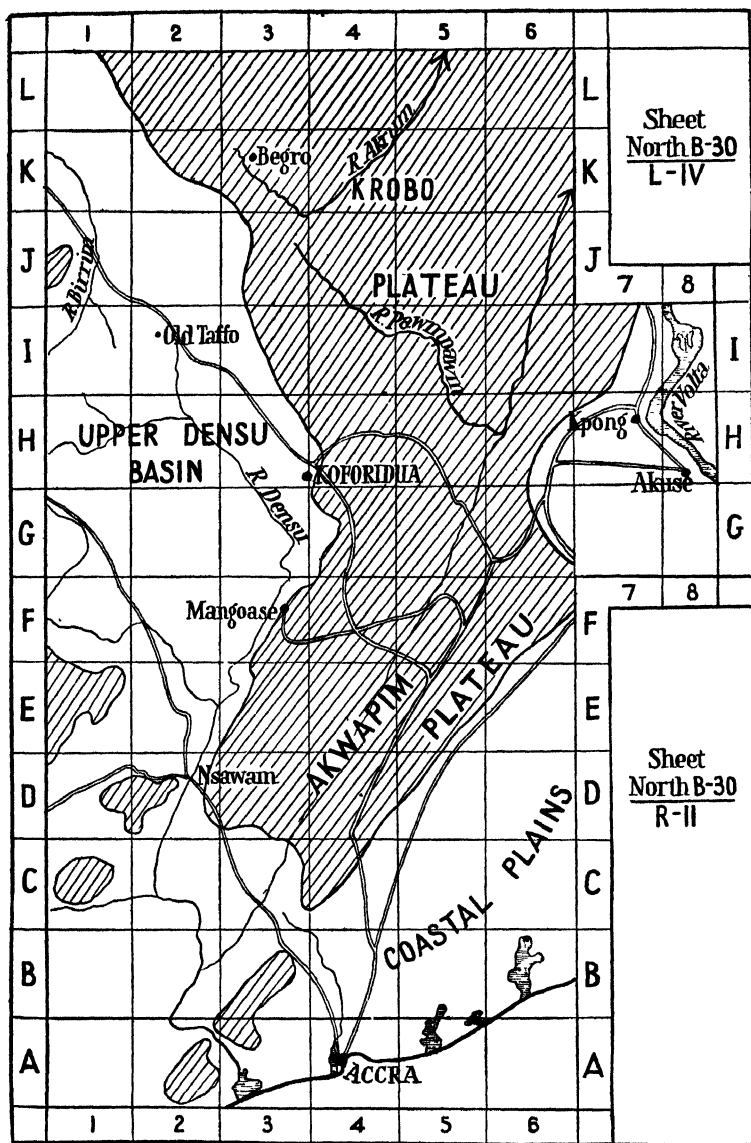 1 2 3 4 5 6
L L
Sheet
North B-30
L-IV
K K
Begro
R. Akrum
KROBO
J J
R Birrim
PLATEAU
7 8
I I
Old Taffo
R. Pawmpawm
River Volta
H H
UPPER DENSU
BASIN
Kpong
KOFORIDUA
Akuse
G G
R. Densu
7 8
F F
Mangoase
E E
AKWAPIM
PLATEAU
Sheet
North B-30
R-II
D D
Nsawam
C C
COASTAL PLAINS
B B
A A
ACCRA
1 2 3 4 5 6